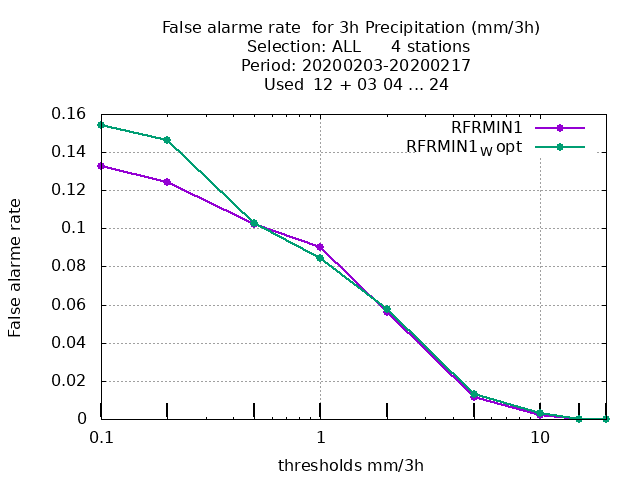 False alarme rate  for 3h Precipitation (mm/3h)
Selection: ALL      4 stations
Period: 20200203-20200217
Used  12 + 03 04 ... 24
RFRMIN1
RFRMIN1W opt
0.16
0.14
0.12
0.1
0.08
0.06
0.04
0.02
0
False alarme rate
0.1
1
10
thresholds mm/3h